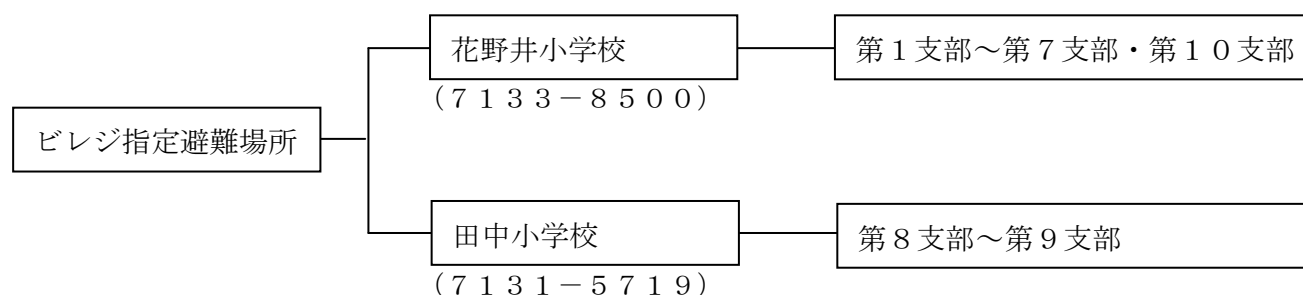 花野井小学校
第１支部～第７支部・第１０支部
（７１３３－８５００）
ビレジ指定避難場所
田中小学校
第８支部～第９支部
（７１３１－５７１９）